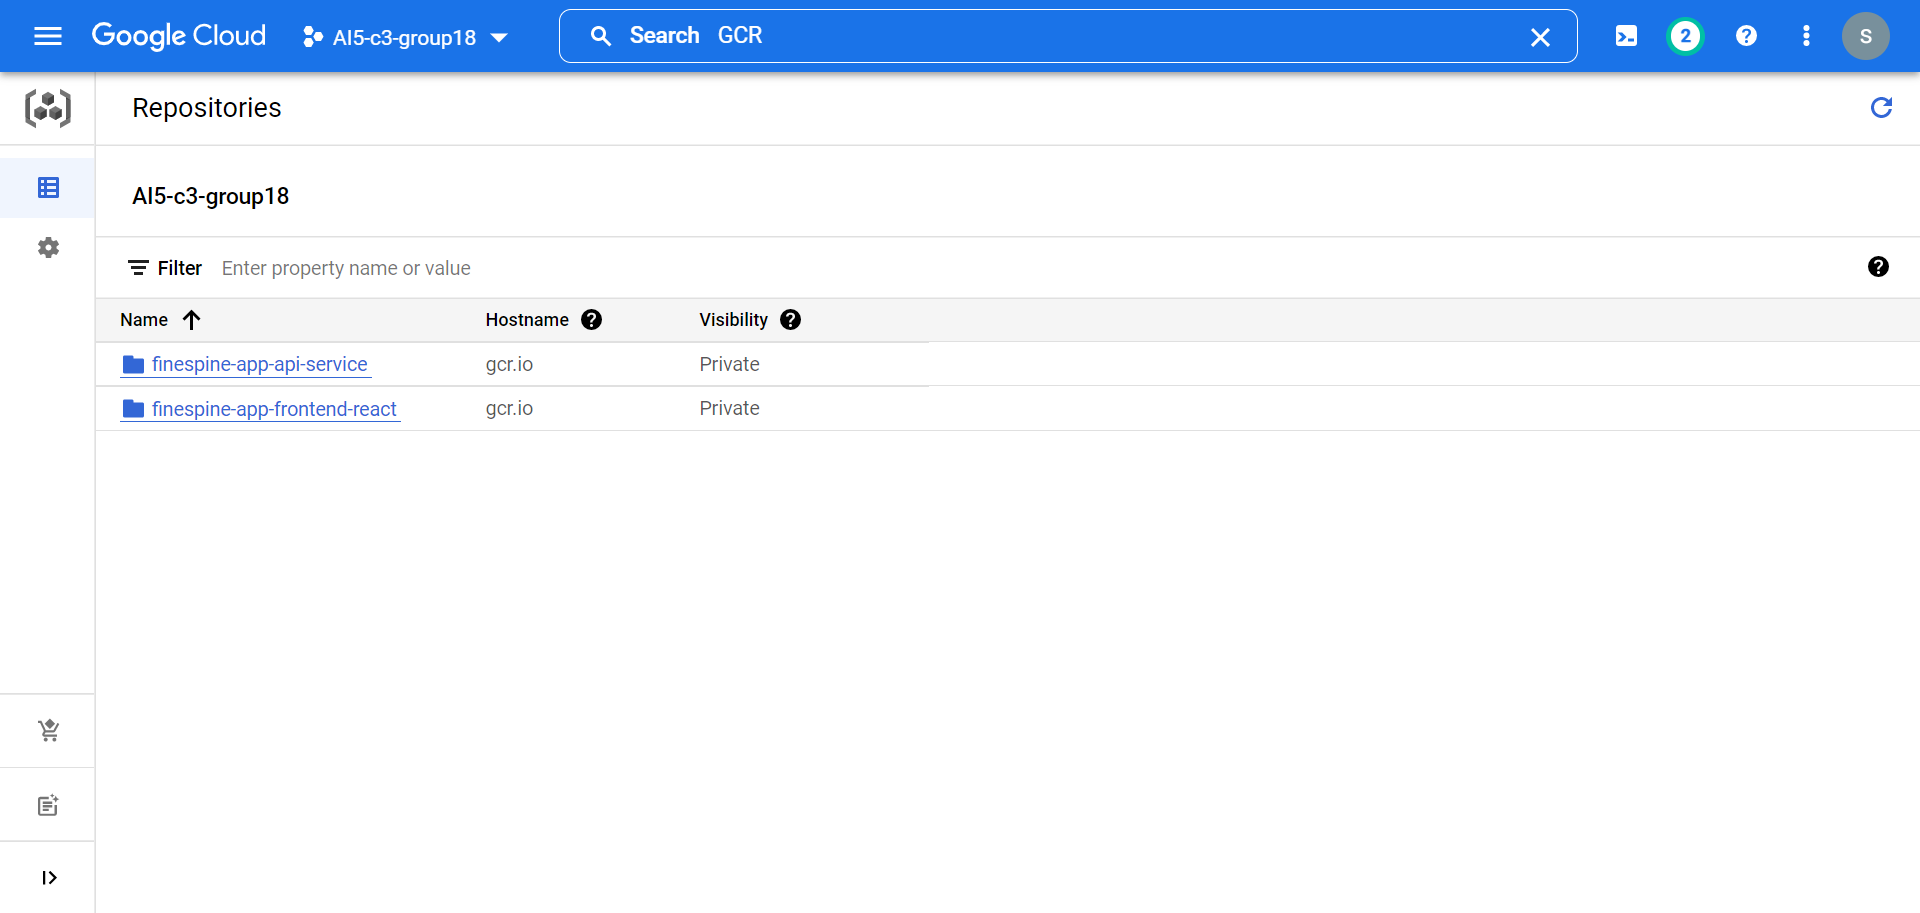 Google Cloud AI5-c3-group18 Search GCR 2 S
Repositories
AI5-c3-group18
Filter Enter property name or value
Name Hostname Visibility
finespine-app-api-service gcr.io Private
finespine-app-frontend-react gcr.io Private